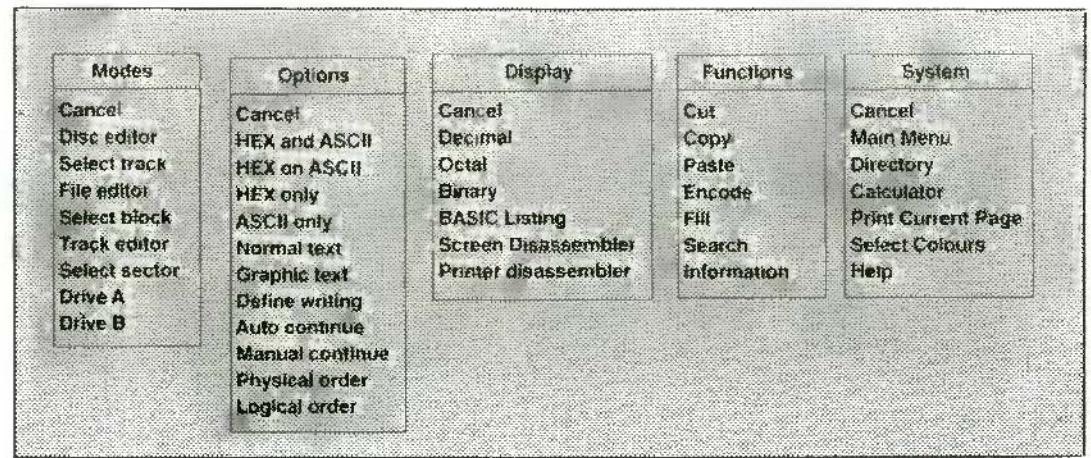 Modes
Cancel
Disc editor
Select track
File editor
Select block
Track editor
Select sector
Drive A
Drive B
Options
Cancel
HEX and ASCII
HEX on ASCII
HEX only
ASCII only
Normal text
Graphic text
Define writing
Auto continue
Manual continue
Physical order
Logical order
Display
Cancel
Decimal
Octal
Binary
BASIC Listing
Screen Disassembler
Printer disassembler
Functions
Cut
Copy
Paste
Encode
Fill
Search
Information
System
Cancel
Main Menu
Directory
Calculator
Print Current Page
Select Colours
Help